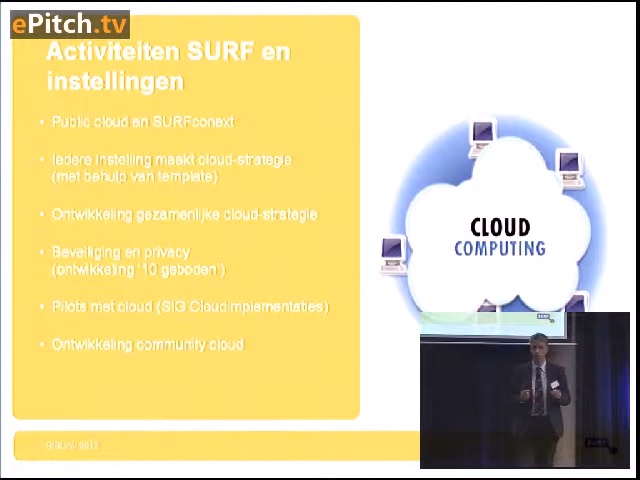 ePitch.tv
Activiteiten SURF en
instellingen
• Public cloud en SURFconext
• Iedere instelling maakt cloud-strategie
(met behulp van template)
• Ontwikkeling gezamenlijke cloud-strategie
• Beveiliging en privacy
(ontwikkeling '10 geboden')
• Pilots met cloud (SIG Cloudimplementaties)
• Ontwikkeling community cloud
CLOUD
COMPUTING